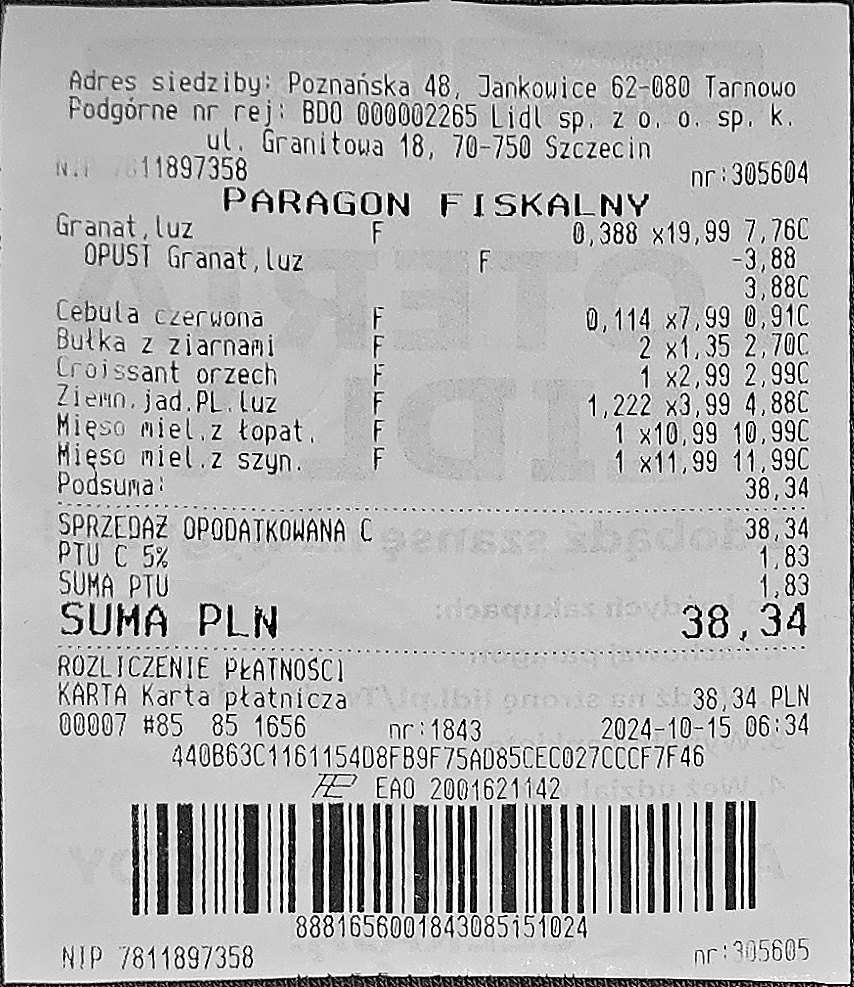 Adres siedziby: Poznańska 48, Jankowice 62-080 Tarnowo
Podgórne nr rej: BDO 000002265 Lidl sp. z o. o. sp. k.
ul. Granitowa 18, 70-750 Szczecin
NIP 7811897358 nr:305604
PARAGON FISKALNY
Granat,luz F 0,388 x19,99 7,76C
OPUST Granat,luz F -3,88
3,88C
Cebula czerwona F 0,114 x7,99 0,91C
Bułka z ziarnami F 2 x1,35 2,70C
Croissant orzech F 1 x2,99 2,99C
Ziemn.jad.PL.luz F 1,222 x3,99 4,88C
Mięso miel.z łopat. F 1 x10,99 10,99C
Mięso miel.z szyn. F 1 x11,99 11,99C
Podsuma: 38,34
SPRZEDAŻ OPODATKOWANA C 38,34
PTU C 5% 1,83
SUMA PTU 1,83
SUMA PLN 38,34
ROZLICZENIE PŁATNOŚCI
KARTA Karta płatnicza 38,34 PLN
00007 #85 85 1656 nr:1843 2024-10-15 06:34
440B63C1161154D8FB9F75AD85CEC027CCCF7F46
EAO 2001621142
8881656001843085151024
NIP 7811897358 nr:305605